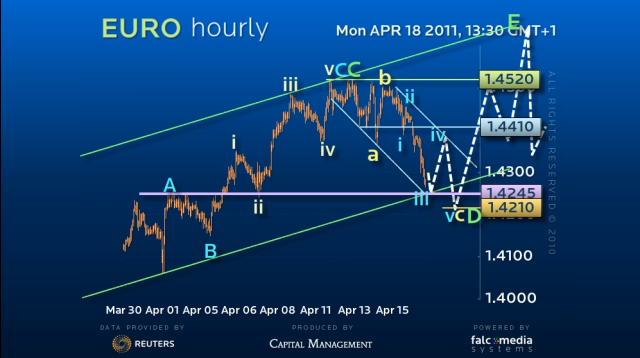 EURO hourly
Mon APR 18 2011, 13:30 GMT+1
E
vCC
b
1.4520
iii
ii
iv
1.4410
iv
i
i
a
1.4300
A
ii
iii
1.4245
vcD
1.4210
B
1.4100
1.4000
Mar 30 Apr 01 Apr 05 Apr 06 Apr 08 Apr 11 Apr 13 Apr 15
ALL RIGHTS RESERVED © 2010
DATA PROVIDED BY
PRODUCED BY
POWERED BY
REUTERS
CAPITAL MANAGEMENT
falc media
systems